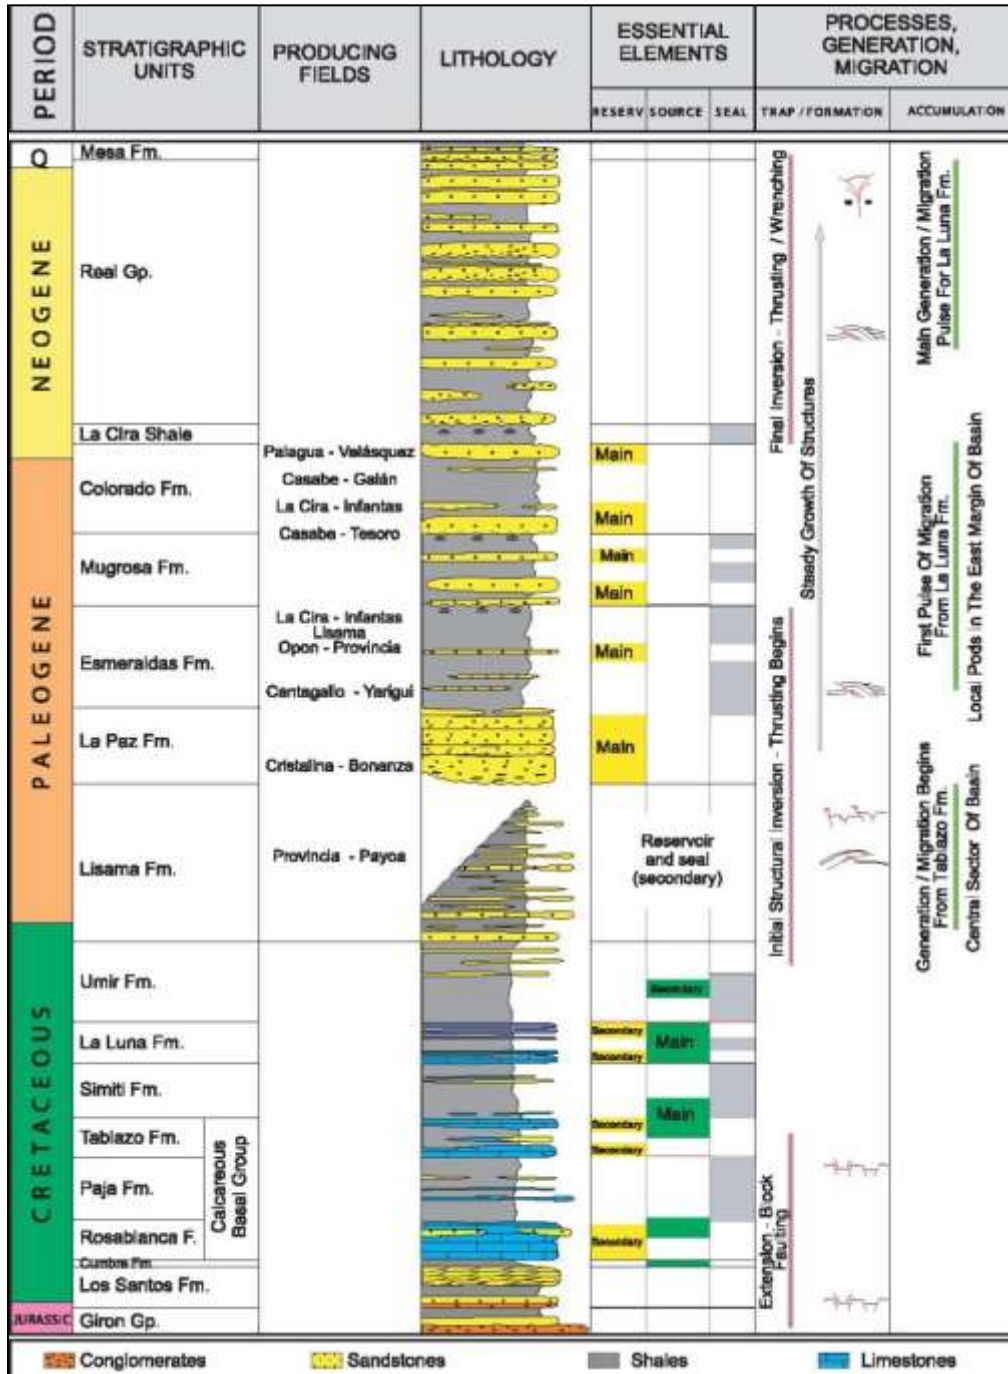 PERIOD
STRATIGRAPHIC
UNITS
PRODUCING
FIELDS
LITHOLOGY
ESSENTIAL
ELEMENTS
RESERV
SOURCE
SEAL
PROCESSES,
GENERATION,
MIGRATION
TRAP / FORMATION
ACCUMULATION
Q
NEOGENE
PALEOGENE
CRETACEOUS
JURASSIC
Mesa Fm.
Real Gp.
La Cira Shale
Colorado Fm.
Mugrosa Fm.
Esmeraldas Fm.
La Paz Fm.
Lisama Fm.
Umir Fm.
La Luna Fm.
Simiti Fm.
Tablazo Fm.
Paja Fm.
Rosablanca F.
Cumbre Fm.
Los Santos Fm.
Giron Gp.
Calcareous
Basal Group
Palagua - Velásquez
Casabe - Galán
La Cira - Infantas
Casabe - Tesoro
La Cira - Infantas
Lisama
Opon - Provincia
Cantagallo - Yarigui
Cristalina - Bonanza
Provincia - Payoa
Main
Main
Main
Main
Main
Main
Reservoir
and seal
(secondary)
Secondary
Secondary
Main
Secondary
Main
Secondary
Secondary
Secondary
Final Inversion - Thrusting / Wrenching
Steady Growth Of Structures
Initial Structural Inversion - Thrusting Begins
Extension - Block
Faulting
Main Generation / Migration
Pulse For La Luna Fm.
First Pulse Of Migration
From La Luna Fm.
Local Pods In The East Margin Of Basin
Generation / Migration Begins
From Tablazo Fm.
Central Sector Of Basin
Conglomerates
Sandstones
Shales
Limestones